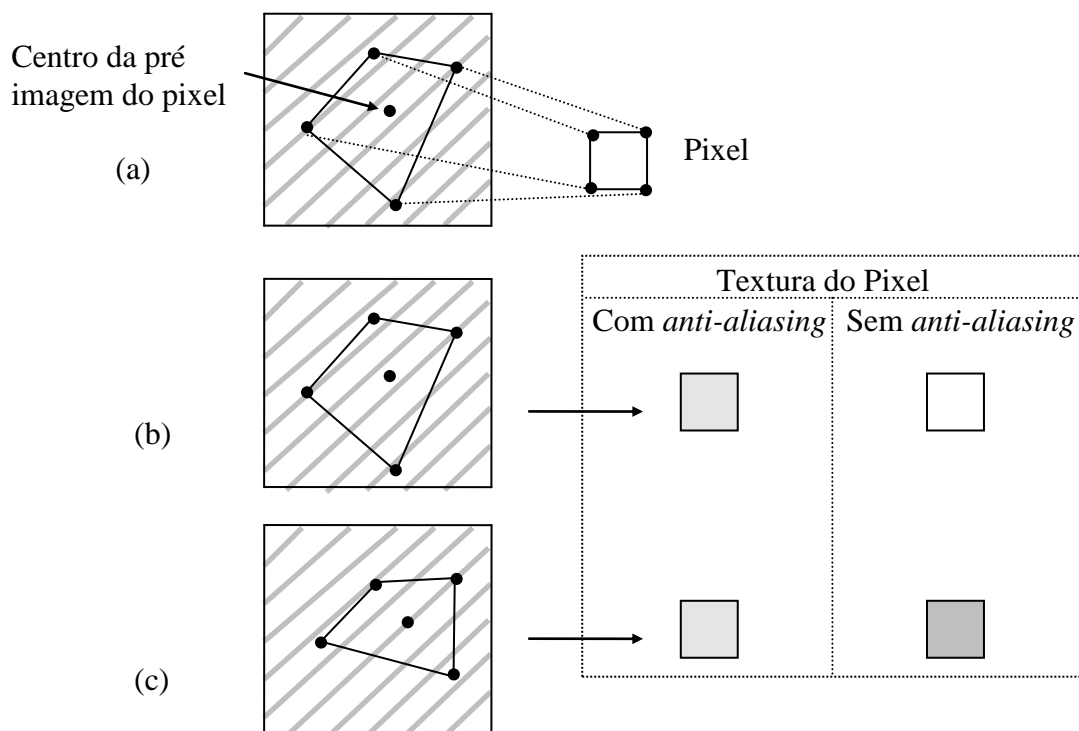 Centro da pré
imagem do pixel
(a)
Pixel
Textura do Pixel
Com anti-aliasing
Sem anti-aliasing
(b)
(c)